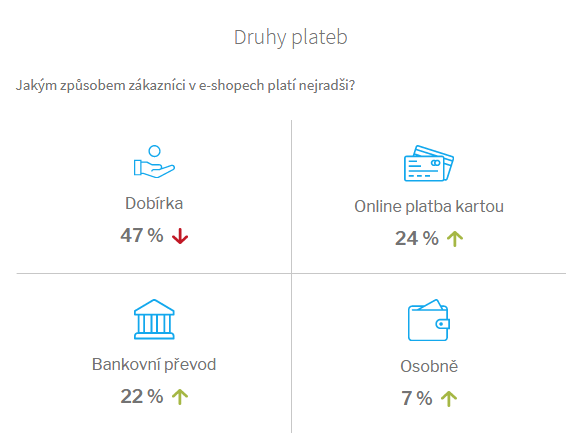 Druhy plateb
Jakým způsobem zákazníci v e-shopech platí nejradši?
Dobírka
47 %
Online platba kartou
24 %
Bankovní převod
22 %
Osobně
7 %